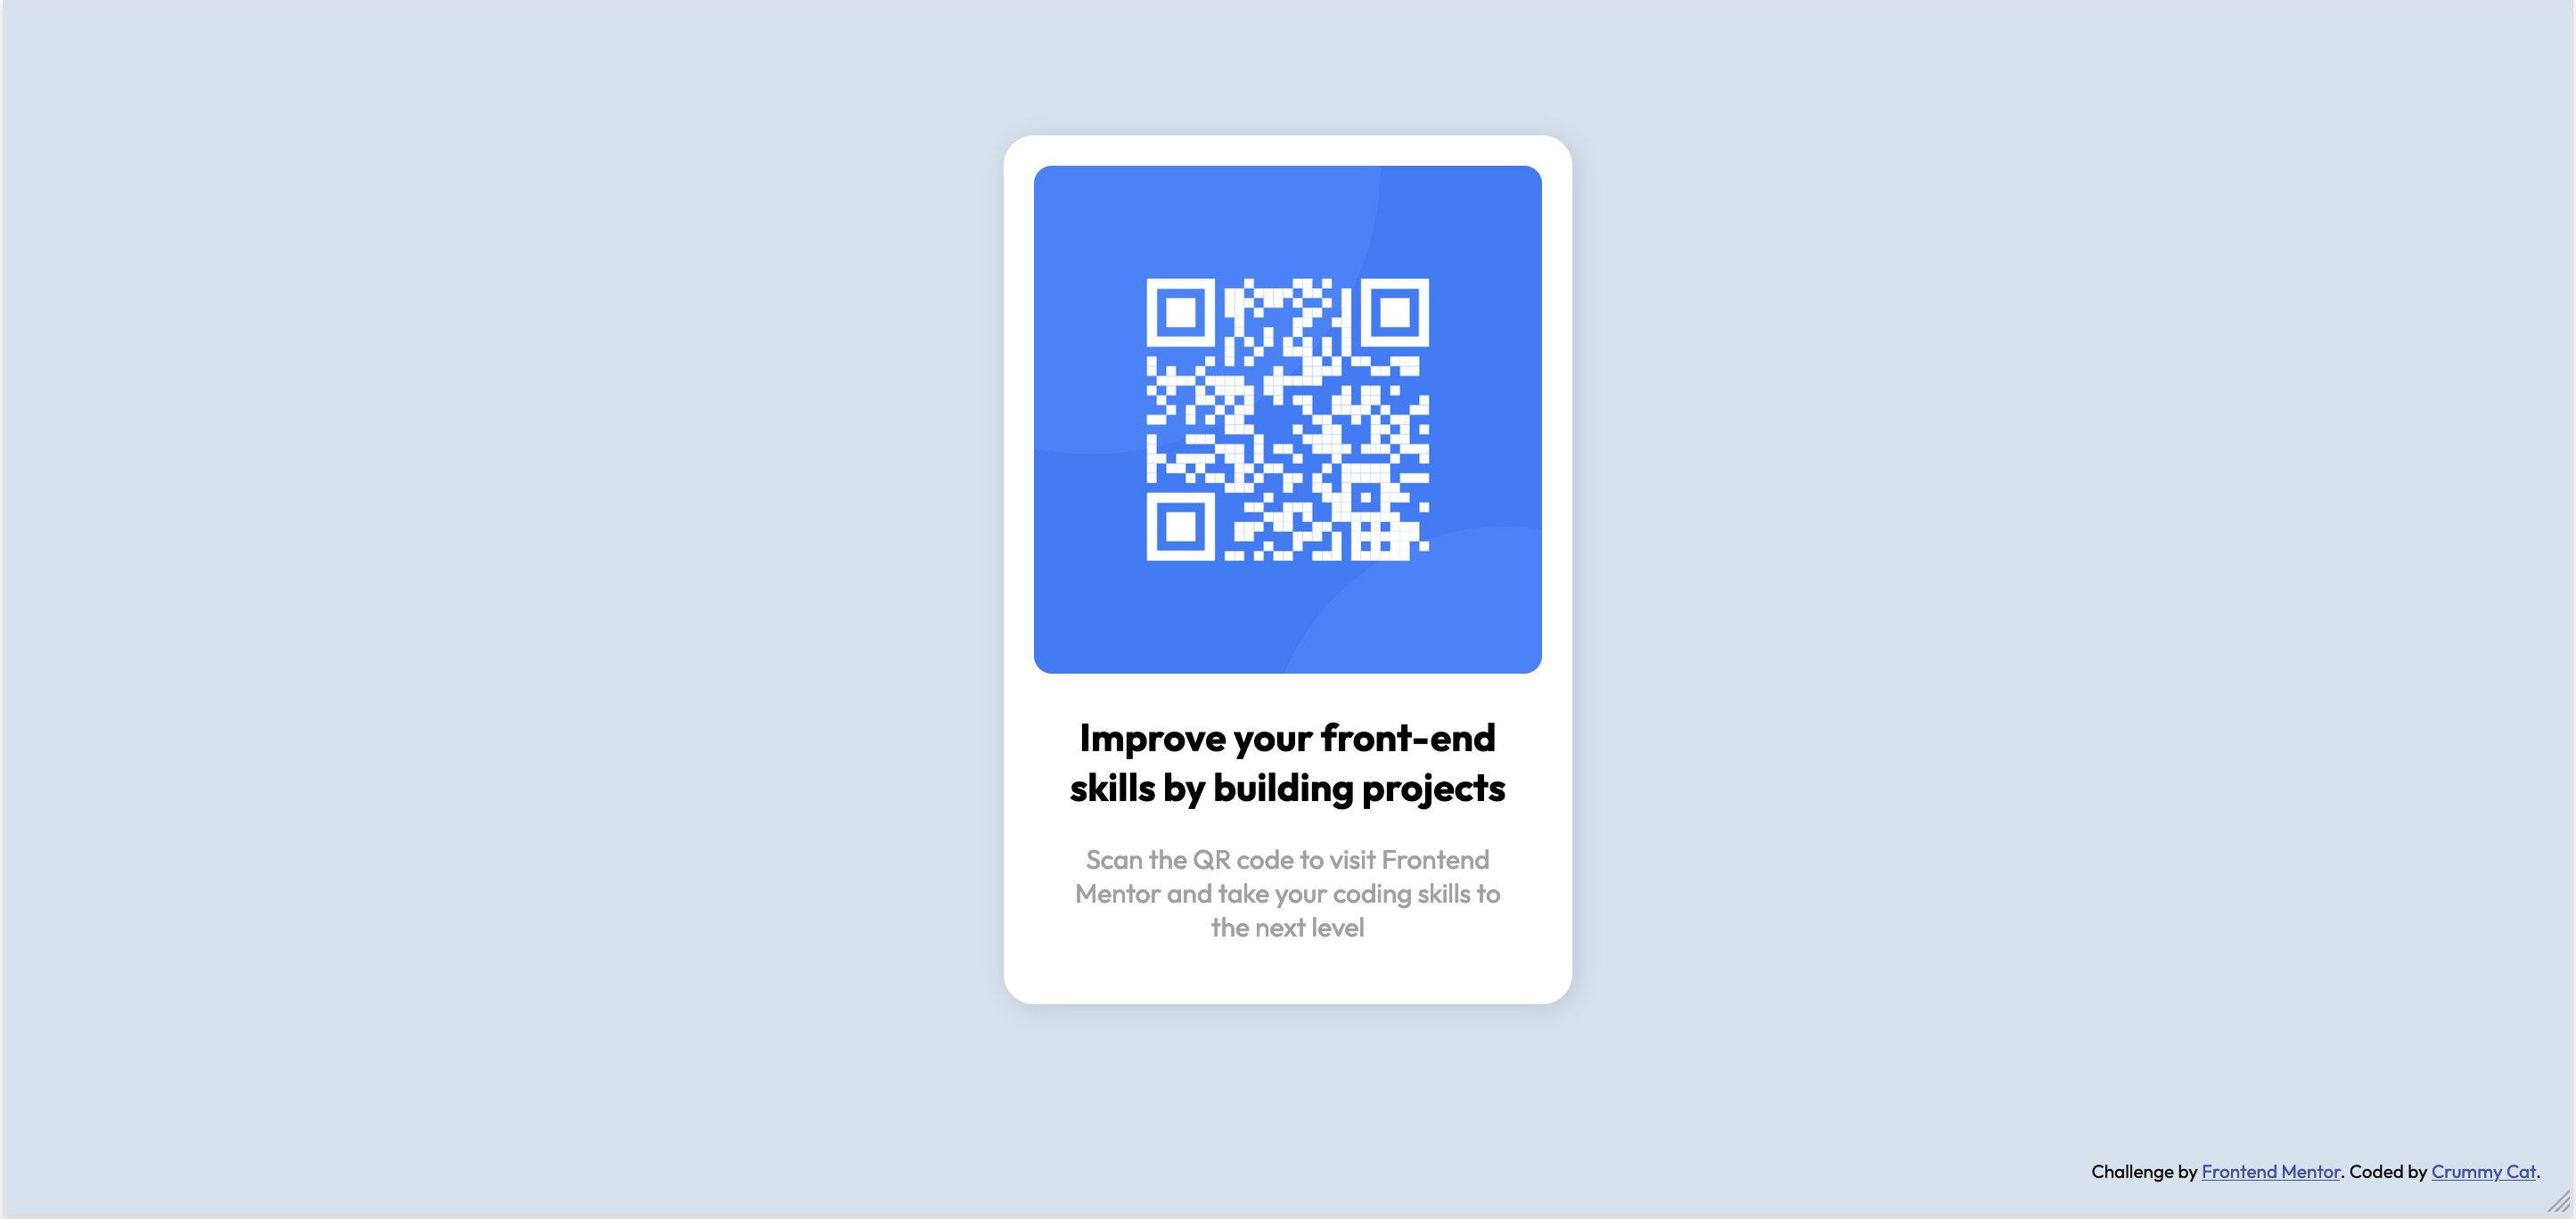 Improve your front-end
skills by building projects
Scan the QR code to visit Frontend
Mentor and take your coding skills to
the next level
Challenge by Frontend Mentor. Coded by Crummy Cat.